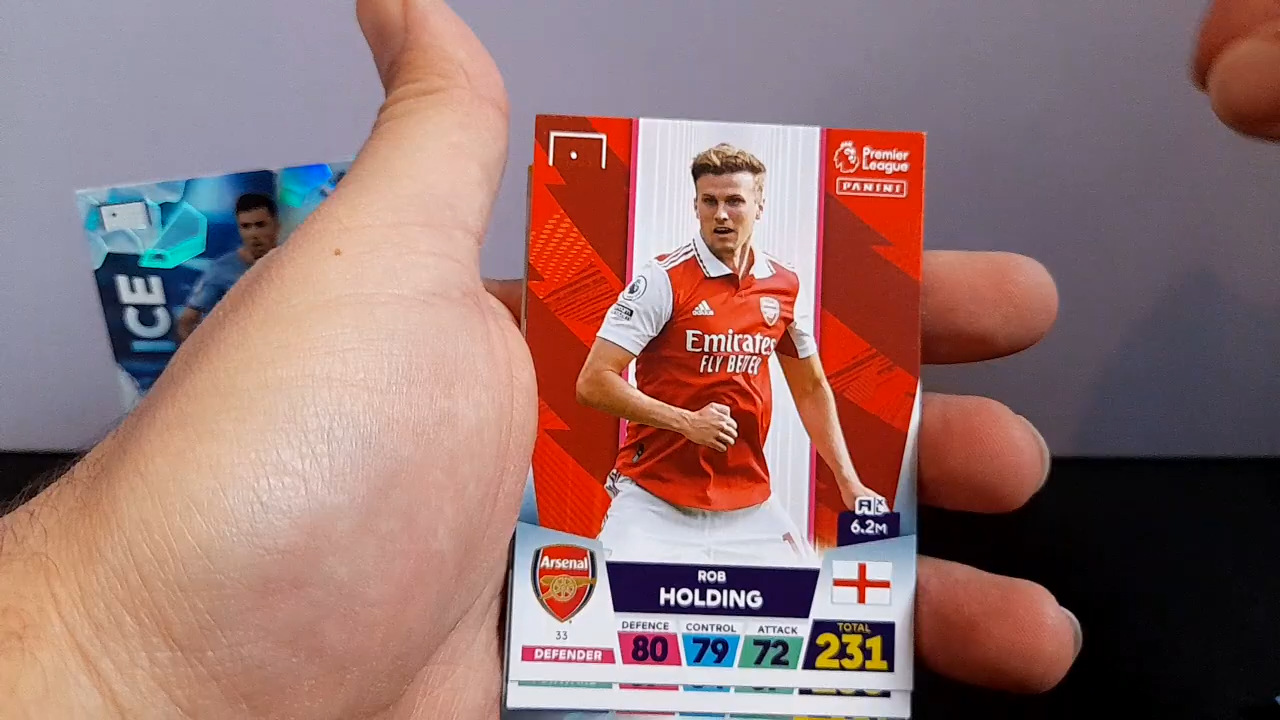 ICE
Premier
League
PANINI
adidas
Emirates
FLY BETTER
6.2M
Arsenal
ROB
HOLDING
33
DEFENDER
DEFENCE CONTROL ATTACK TOTAL
80 79 72 231